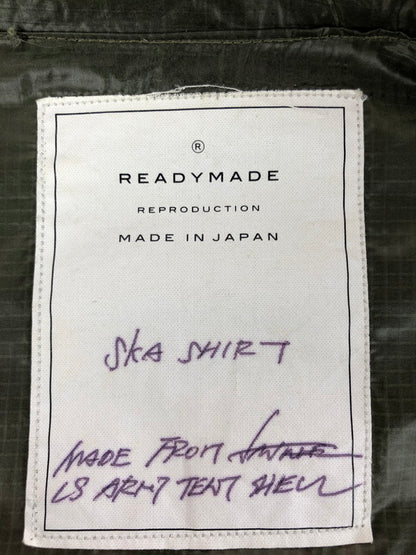 ®
READYMADE
REPRODUCTION
MADE IN JAPAN
SKA SHIRT
MADE FROM
US ARMY TENT SHELL